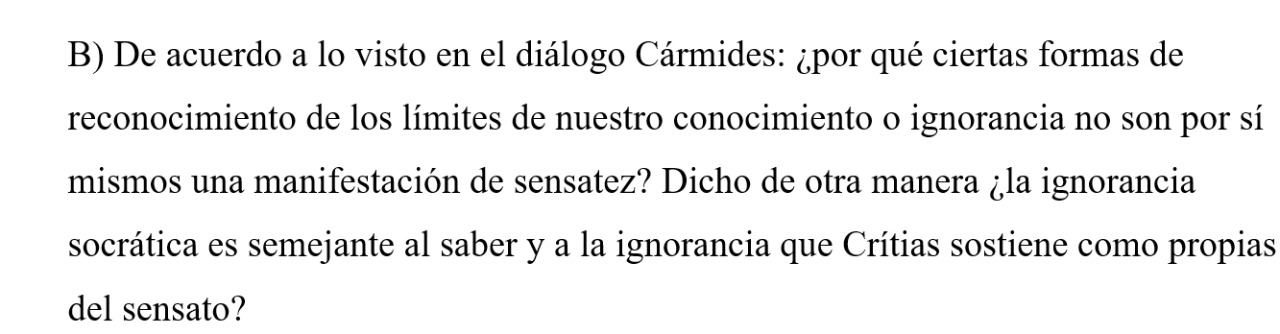 B) De acuerdo a lo visto en el diálogo Cármides: ¿por qué ciertas formas de
reconocimiento de los límites de nuestro conocimiento o ignorancia no son por sí
mismos una manifestación de sensatez? Dicho de otra manera ¿la ignorancia
socrática es semejante al saber y a la ignorancia que Crítias sostiene como propias
del sensato?